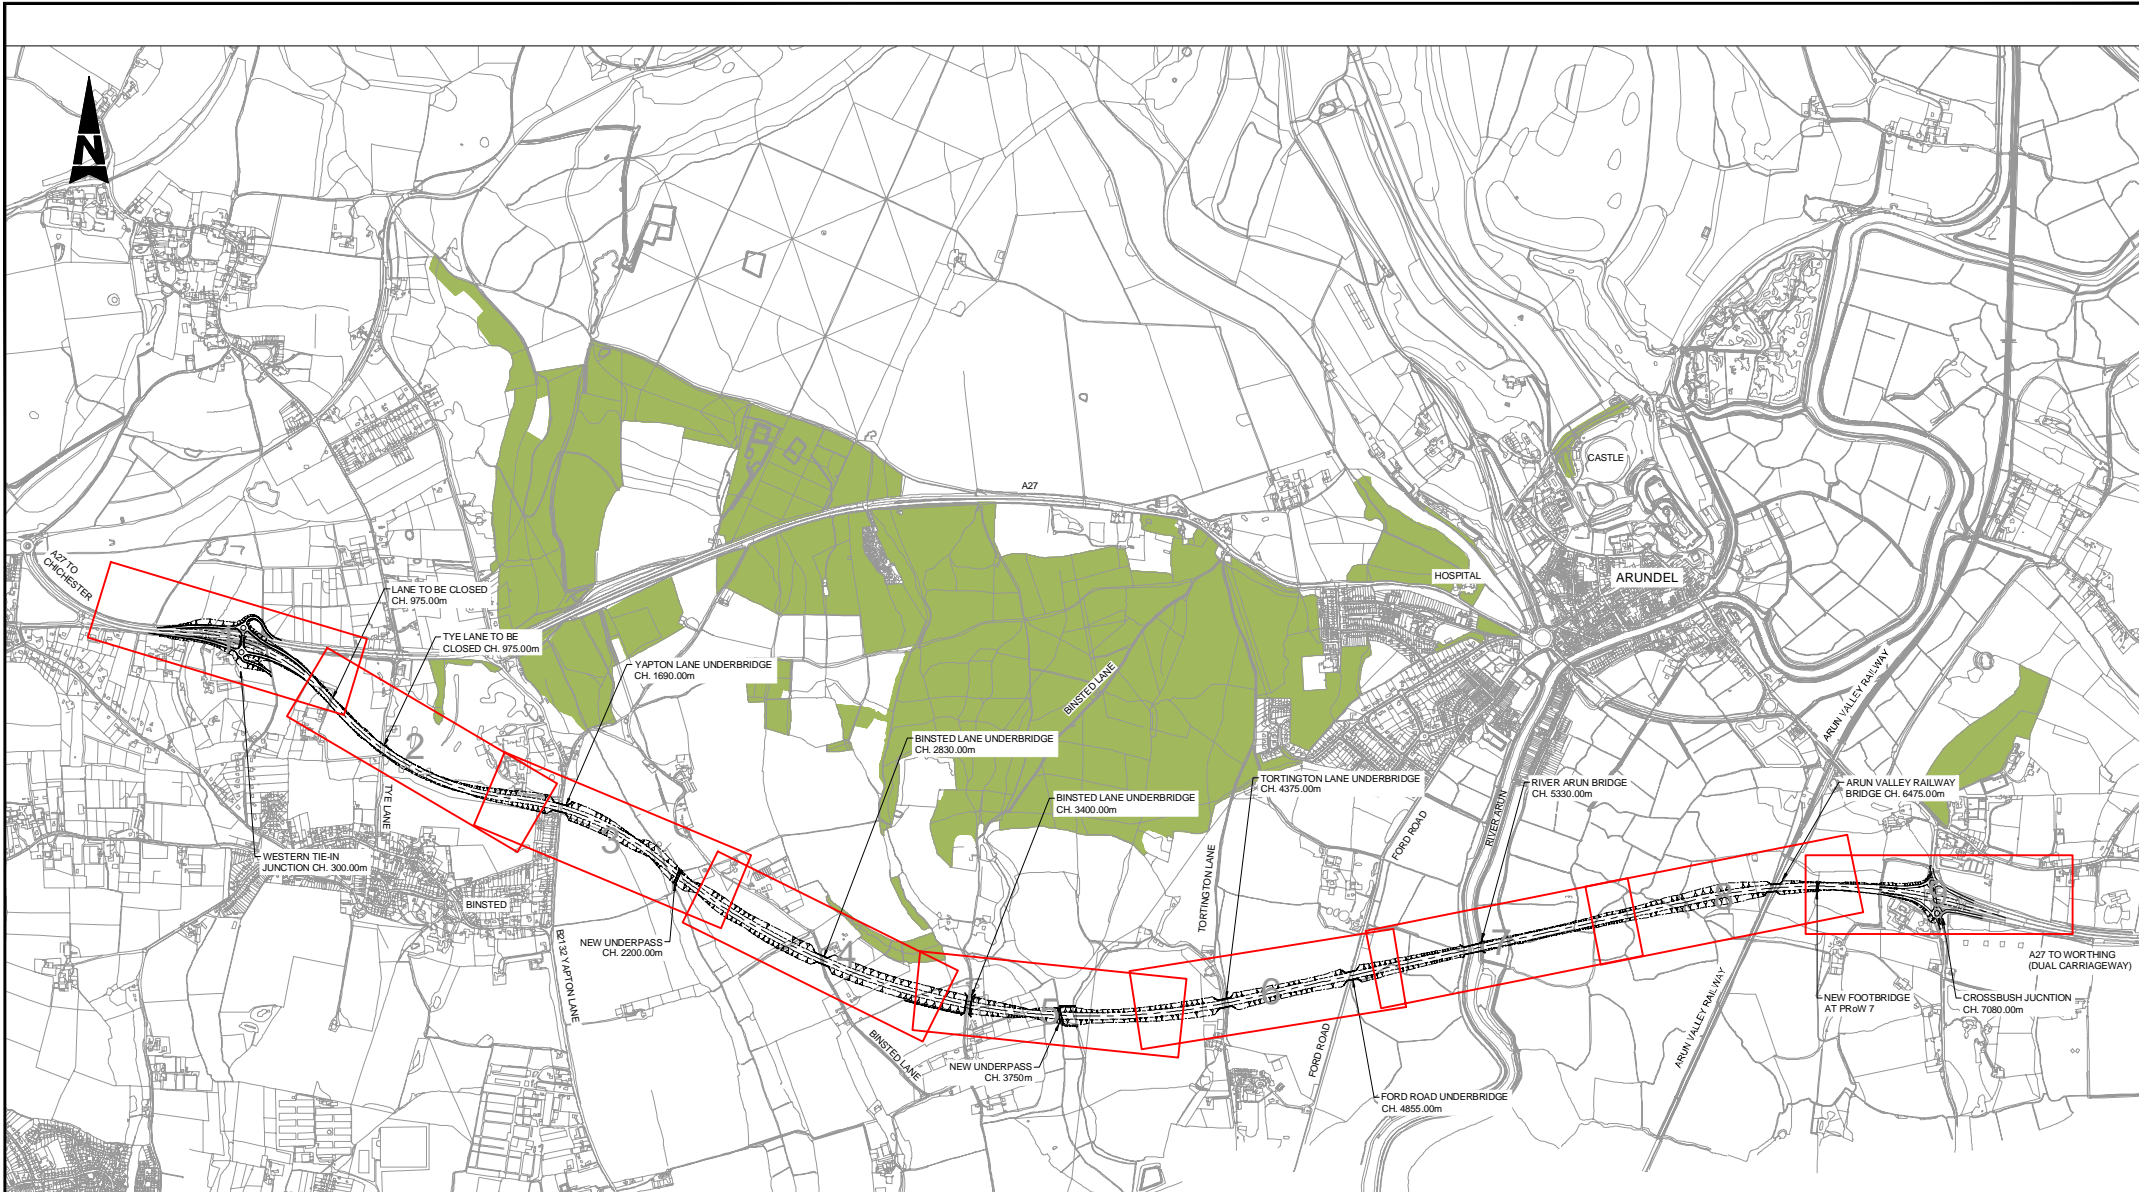 N
CASTLE
A27
HOSPITAL
ARUNDEL
A27 TO
CHICHESTER
LANE TO BE CLOSED
CH. 975.00m
TYE LANE TO BE
CLOSED CH. 975.00m
YAPTON LANE UNDERBRIDGE
CH. 1690.00m
BINSTED LANE
ARUN VALLEY RAILWAY
2
BINSTED LANE UNDERBRIDGE
CH. 2830.00m
TORTINGTON LANE UNDERBRIDGE
CH. 4375.00m
RIVER ARUN BRIDGE
CH. 5330.00m
ARUN VALLEY RAILWAY
BRIDGE CH. 6475.00m
BINSTED LANE UNDERBRIDGE
CH. 3400.00m
TYE LANE
RIVER ARUN
FORD ROAD
3
WESTERN TIE-IN
JUNCTION CH. 300.00m
TORTINGTON LANE
BINSTED
B2132 YAPTON LANE
NEW UNDERPASS
CH. 2200.00m
4
7
A27 TO WORTHING
(DUAL CARRIAGEWAY)
5
6
NEW FOOTBRIDGE
AT PRoW 7
CROSSBUSH JUCNTION
CH. 7080.00m
BINSTED LANE
NEW UNDERPASS
CH. 3750m
FORD ROAD
ARUN VALLEY RAILWAY
FORD ROAD UNDERBRIDGE
CH. 4855.00m